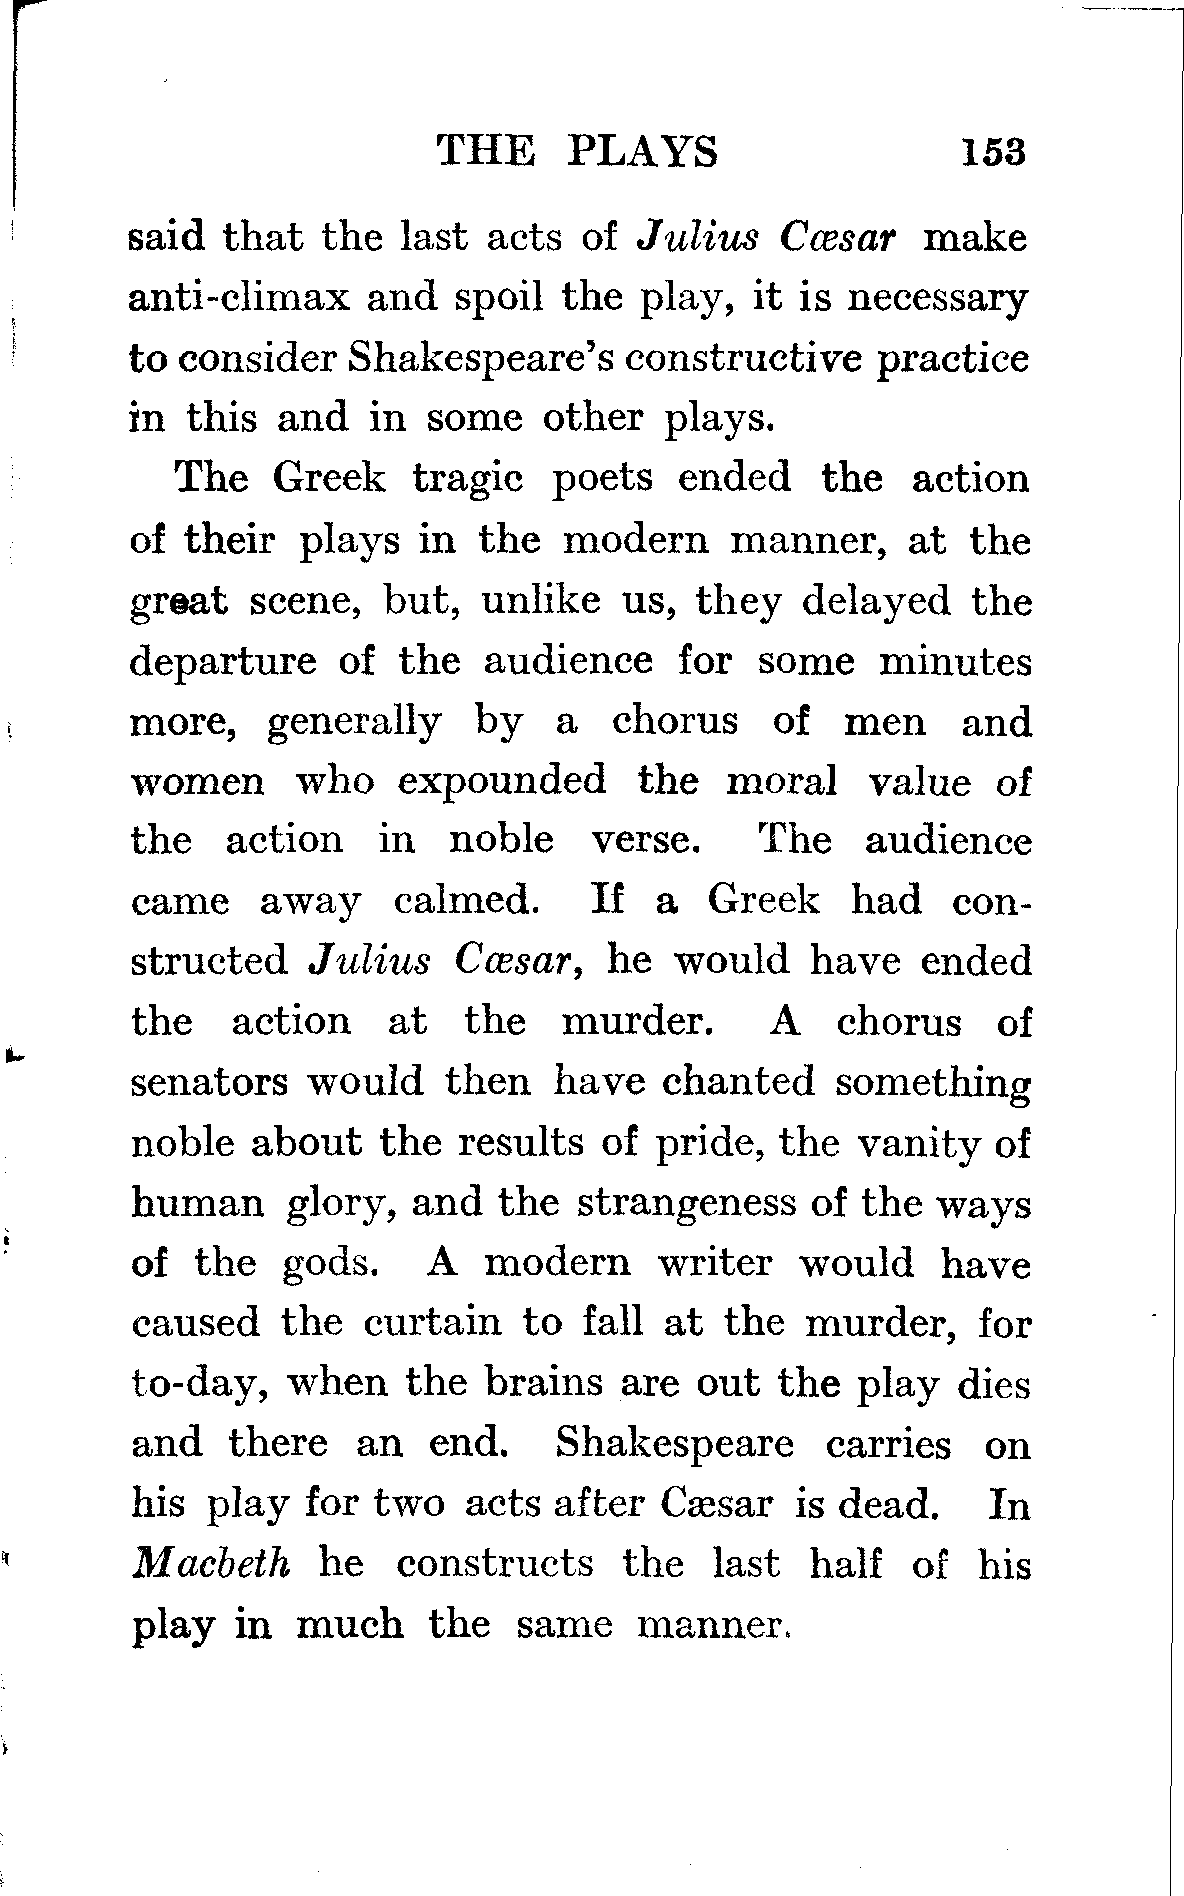 THE PLAYS 153
said that the last acts of Julius Cæsar make
anti-climax and spoil the play, it is necessary
to consider Shakespeare's constructive practice
in this and in some other plays.
The Greek tragic poets ended the action
of their plays in the modern manner, at the
great scene, but, unlike us, they delayed the
departure of the audience for some minutes
more, generally by a chorus of men and
women who expounded the moral value of
the action in noble verse. The audience
came away calmed. If a Greek had con-
structed Julius Cæsar, he would have ended
the action at the murder. A chorus of
senators would then have chanted something
noble about the results of pride, the vanity of
human glory, and the strangeness of the ways
of the gods. A modern writer would have
caused the curtain to fall at the murder, for
to-day, when the brains are out the play dies
and there an end. Shakespeare carries on
his play for two acts after Cæsar is dead. In
Macbeth he constructs the last half of his
play in much the same manner.